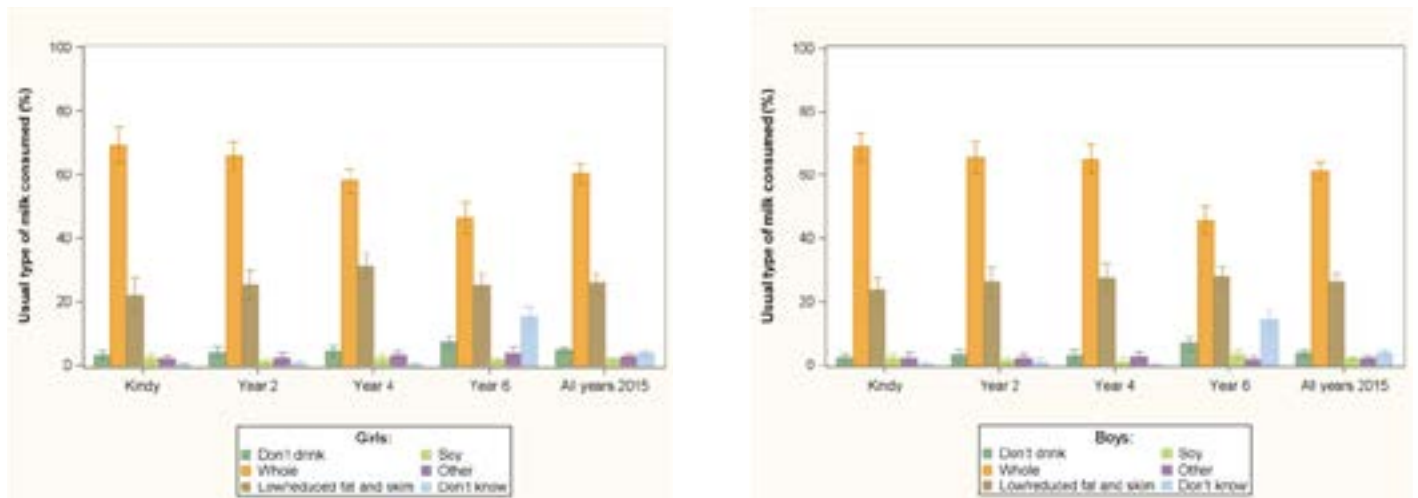 Usual type of milk consumed (%)
100
80
60
40
20
0
Kindy Year 2 Year 4 Year 6 All years 2015
Girls:
Don't drink Soy
Whole Other
Low/reduced fat and skim Don't know
Usual type of milk consumed (%)
100
80
60
40
20
0
Kindy Year 2 Year 4 Year 6 All years 2015
Boys:
Don't drink Soy
Whole Other
Low/reduced fat and skim Don't know